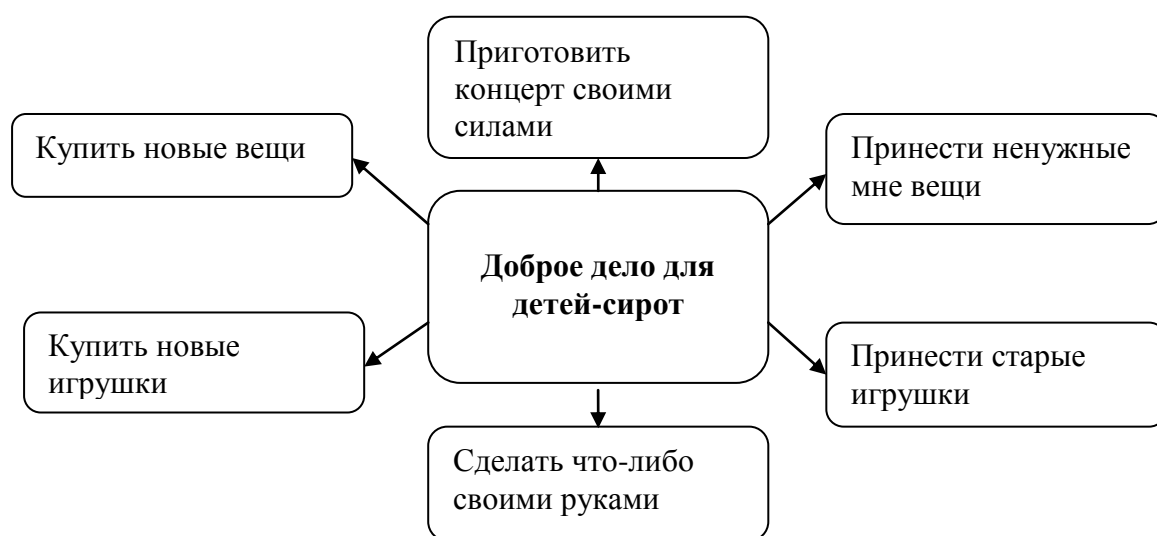 Приготовить
концерт своими
силами
Купить новые вещи
Принести ненужные
мне вещи
Доброе дело для
детей-сирот
Купить новые
игрушки
Принести старые
игрушки
Сделать что-либо
своими руками